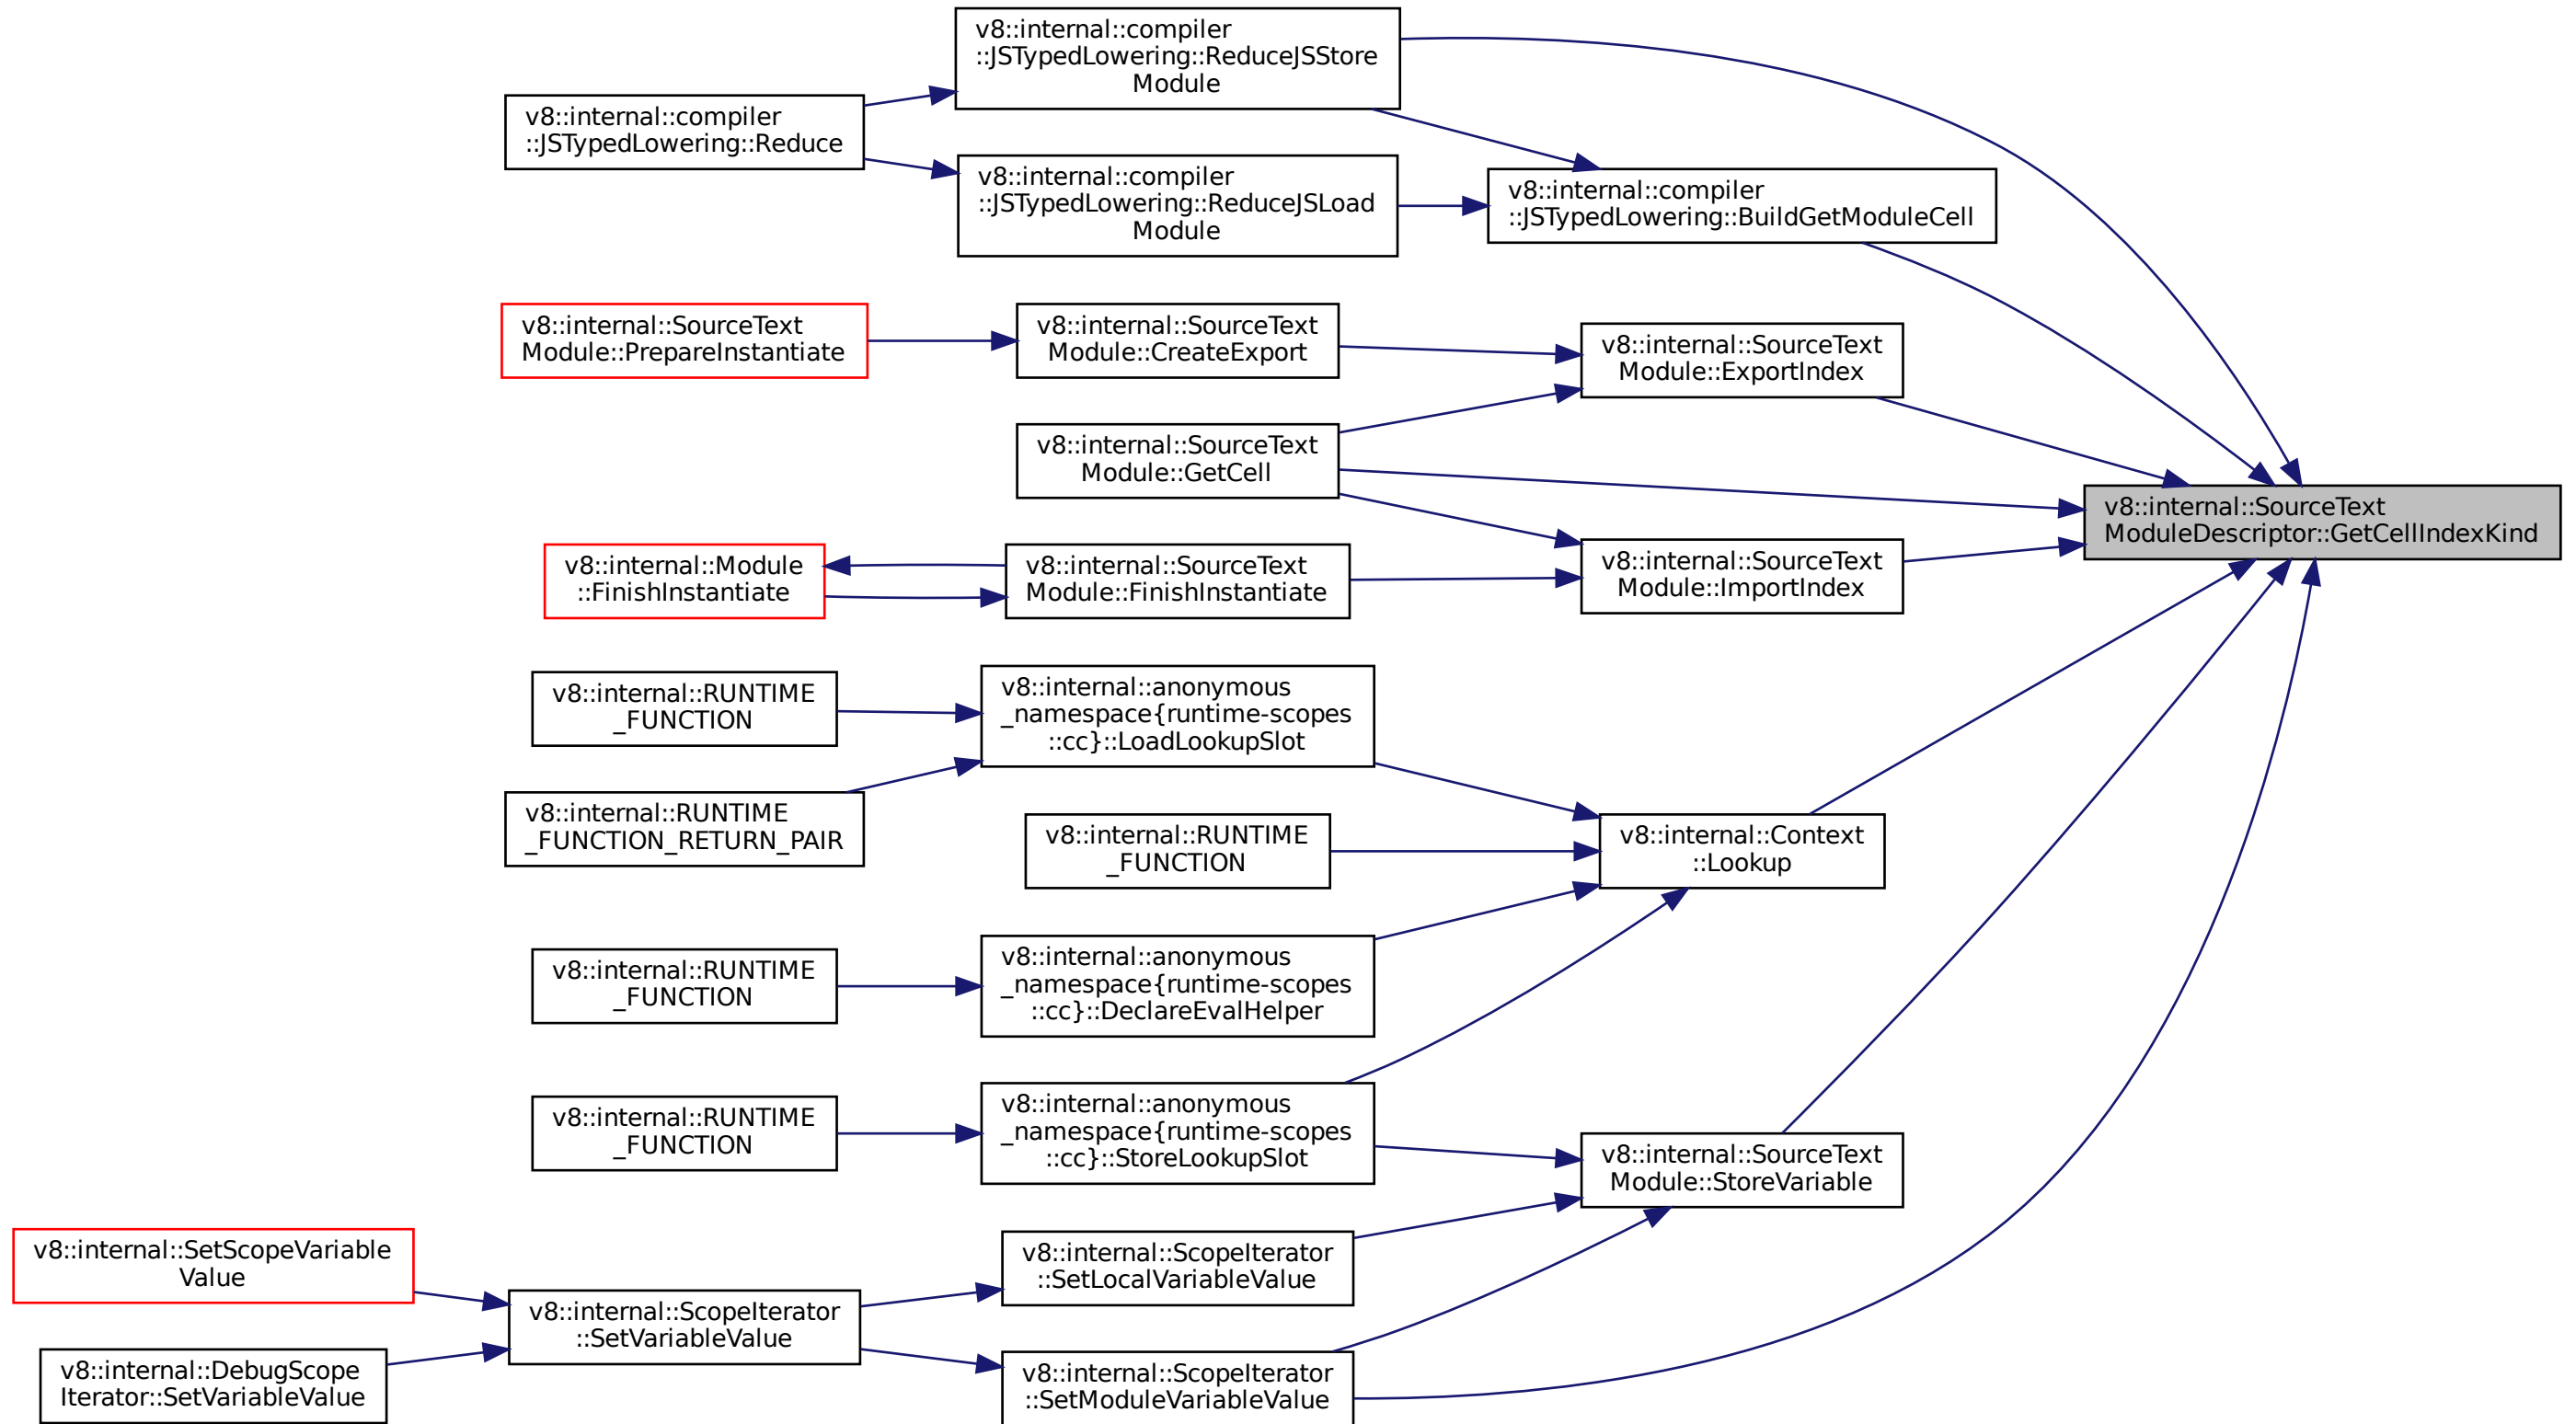 v8::internal::compiler
::JSTypedLowering::ReduceJSStore
Module
v8::internal::compiler
::JSTypedLowering::Reduce
v8::internal::compiler
::JSTypedLowering::ReduceJSLoad
Module
v8::internal::compiler
::JSTypedLowering::BuildGetModuleCell
v8::internal::SourceText
Module::PrepareInstantiate
v8::internal::SourceText
Module::CreateExport
v8::internal::SourceText
Module::ExportIndex
v8::internal::SourceText
Module::GetCell
v8::internal::SourceText
ModuleDescriptor::GetCellIndexKind
v8::internal::Module
::FinishInstantiate
v8::internal::SourceText
Module::FinishInstantiate
v8::internal::SourceText
Module::ImportIndex
v8::internal::RUNTIME
_FUNCTION
v8::internal::anonymous
_namespace{runtime-scopes
::cc}::LoadLookupSlot
v8::internal::RUNTIME
_FUNCTION_RETURN_PAIR
v8::internal::RUNTIME
_FUNCTION
v8::internal::Context
::Lookup
v8::internal::RUNTIME
_FUNCTION
v8::internal::anonymous
_namespace{runtime-scopes
::cc}::DeclareEvalHelper
v8::internal::RUNTIME
_FUNCTION
v8::internal::anonymous
_namespace{runtime-scopes
::cc}::StoreLookupSlot
v8::internal::SourceText
Module::StoreVariable
v8::internal::SetScopeVariable
Value
v8::internal::ScopeIterator
::SetVariableValue
v8::internal::ScopeIterator
::SetLocalVariableValue
v8::internal::DebugScope
Iterator::SetVariableValue
v8::internal::ScopeIterator
::SetModuleVariableValue